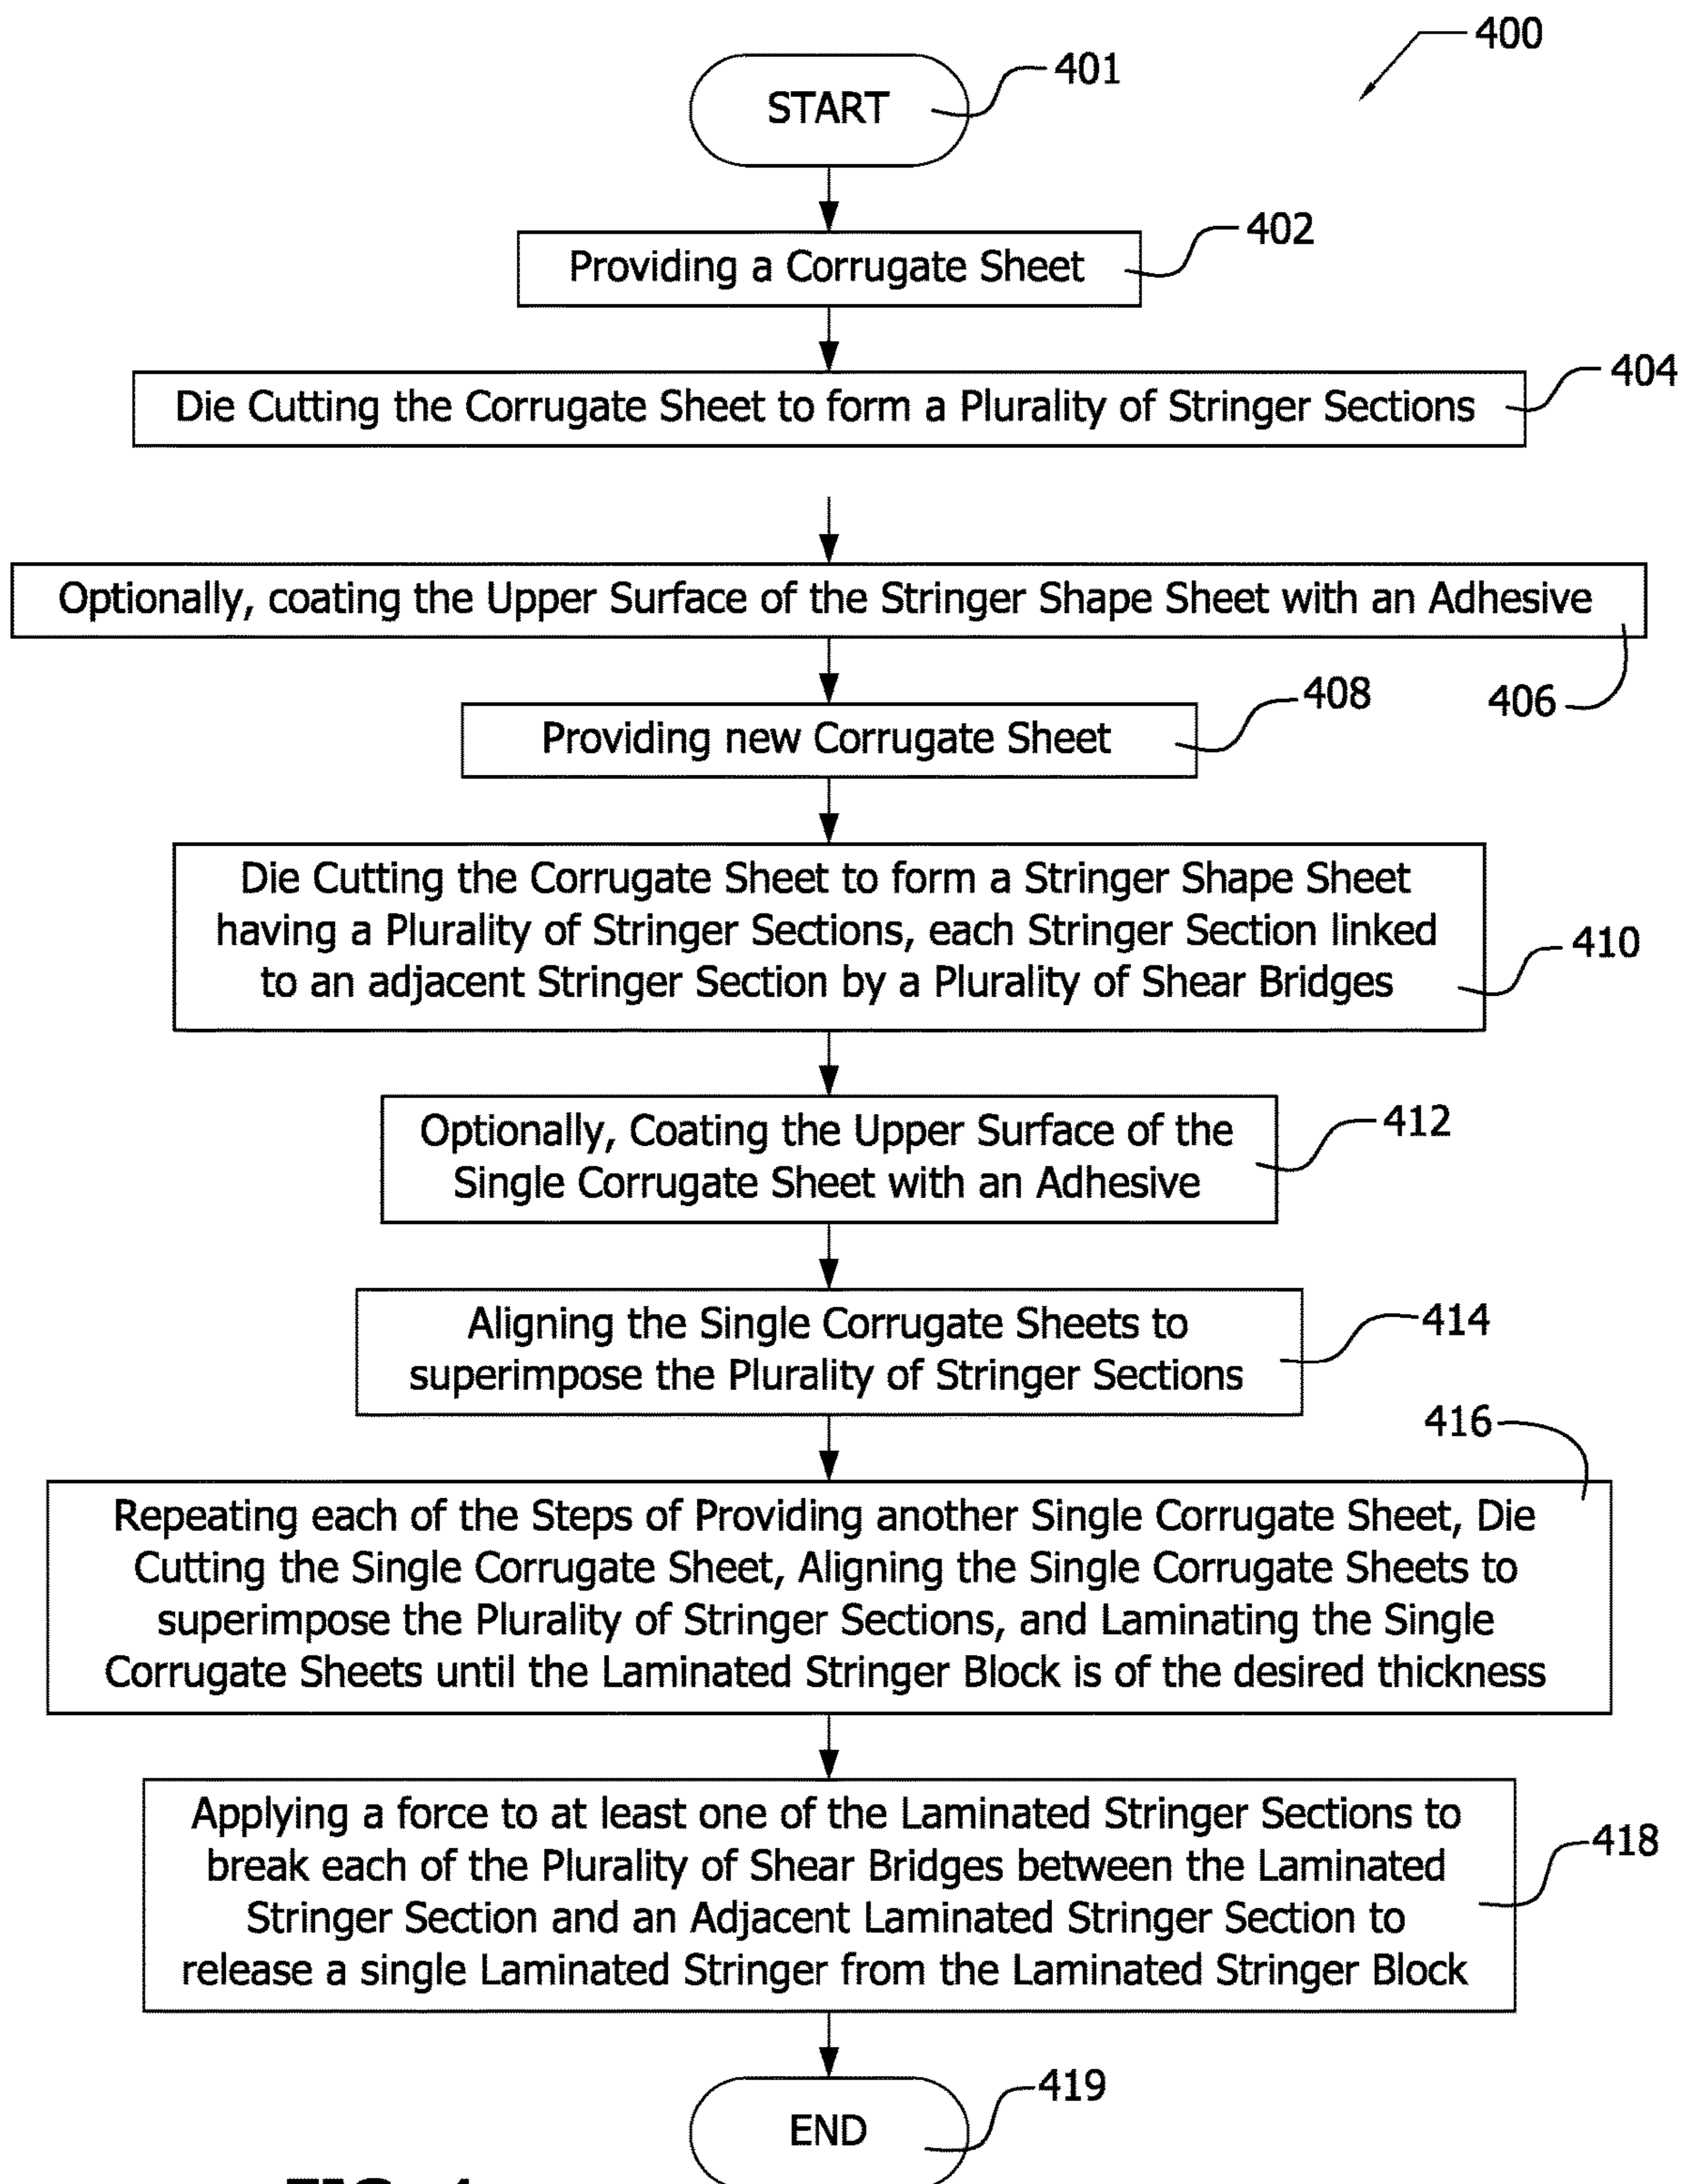 400
START
401
Providing a Corrugate Sheet
402
Die Cutting the Corrugate Sheet to form a Plurality of Stringer Sections
404
Optionally, coating the Upper Surface of the Stringer Shape Sheet with an Adhesive
406
Providing new Corrugate Sheet
408
Die Cutting the Corrugate Sheet to form a Stringer Shape Sheet
having a Plurality of Stringer Sections, each Stringer Section linked
to an adjacent Stringer Section by a Plurality of Shear Bridges
410
Optionally, Coating the Upper Surface of the
Single Corrugate Sheet with an Adhesive
412
Aligning the Single Corrugate Sheets to
superimpose the Plurality of Stringer Sections
414
416
Repeating each of the Steps of Providing another Single Corrugate Sheet, Die
Cutting the Single Corrugate Sheet, Aligning the Single Corrugate Sheets to
superimpose the Plurality of Stringer Sections, and Laminating the Single
Corrugate Sheets until the Laminated Stringer Block is of the desired thickness
Applying a force to at least one of the Laminated Stringer Sections to
break each of the Plurality of Shear Bridges between the Laminated
Stringer Section and an Adjacent Laminated Stringer Section to
release a single Laminated Stringer from the Laminated Stringer Block
418
END
419